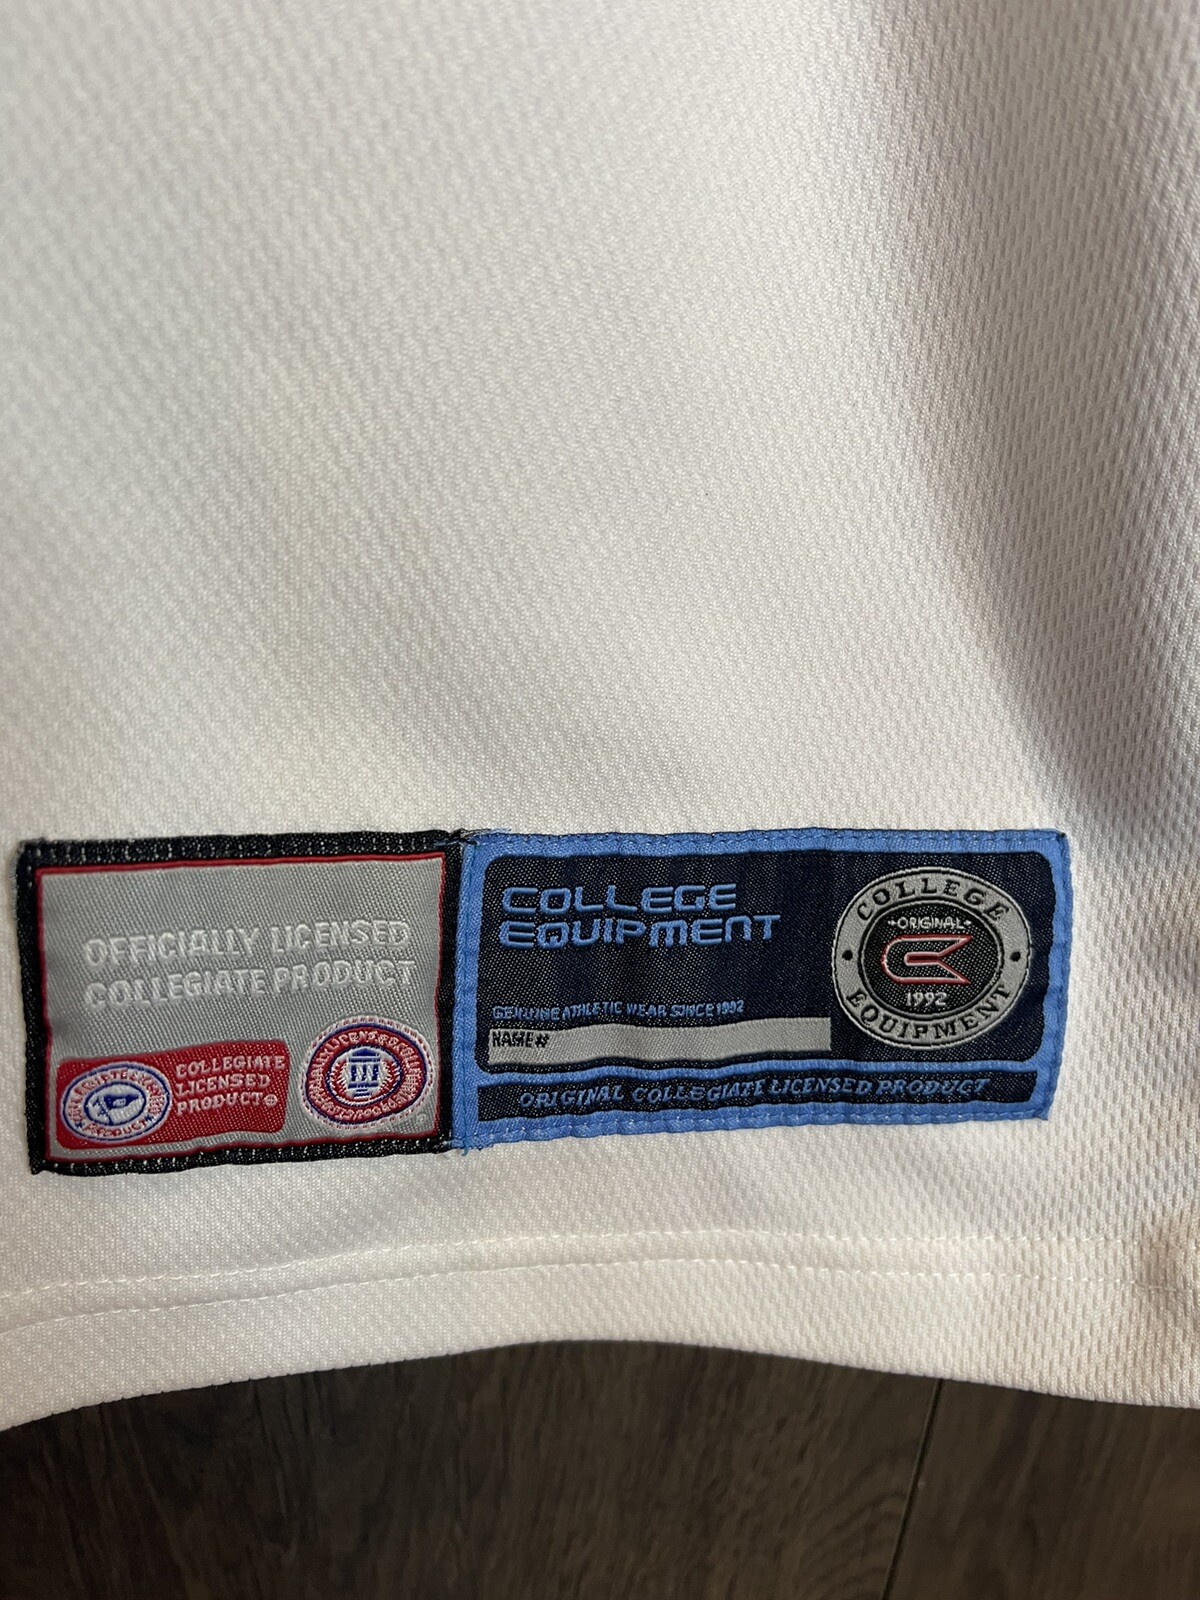 OFFICIALLY LICENSED
COLLEGIATE PRODUCT
COLLEGIATE
LICENSED
PRODUCT®
COLLEGE
EQUIPMENT
GENUINE ATHLETIC WEAR SINCE 1992
NAME#
ORIGINAL COLLEGIATE LICENSED PRODUCT
COLLEGE
ORIGINAL
1992
EQUIPMENT